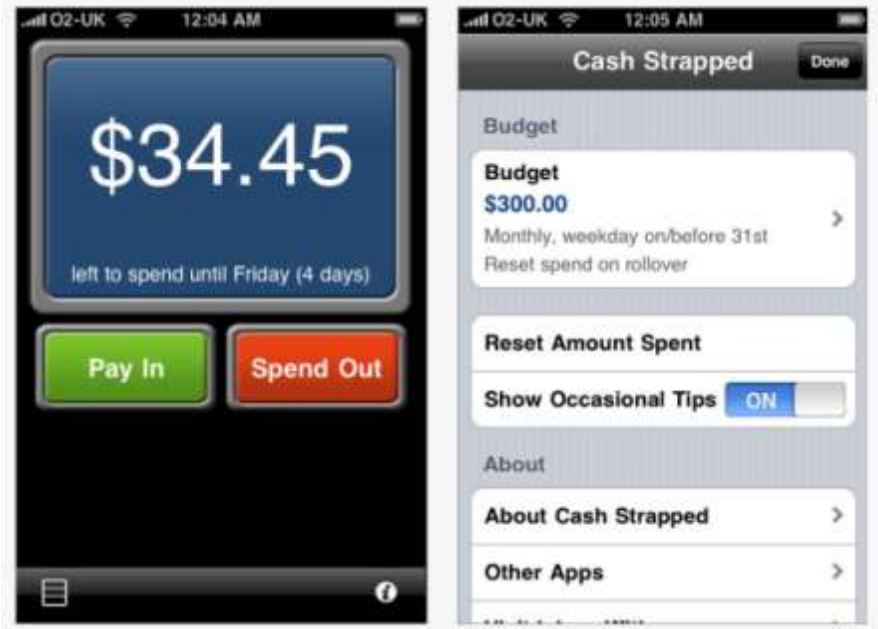 O2-UK 12:04 AM
$34.45
left to spend until Friday (4 days)
Pay In
Spend Out
O2-UK 12:05 AM
Cash Strapped
Done
Budget
Budget
$300.00
Monthly, weekday on/before 31st
Reset spend on rollover
Reset Amount Spent
Show Occasional Tips ON
About
About Cash Strapped
Other Apps